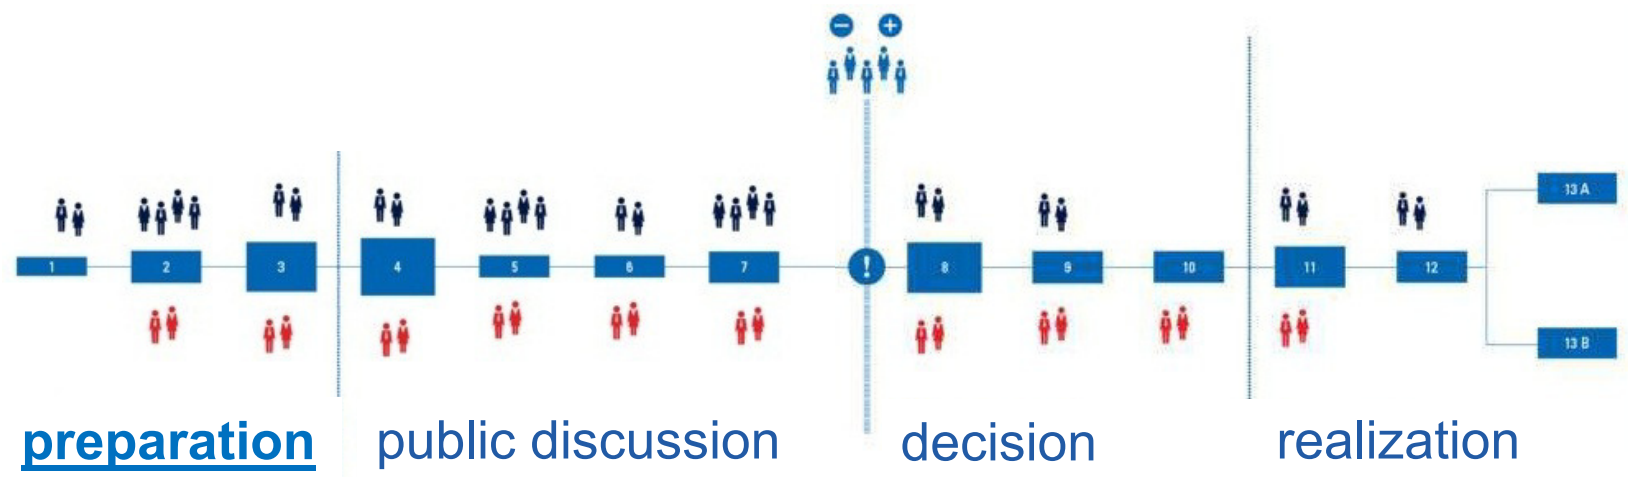 − +
13 A
1 2 3 4 5 6 7 ! 8 9 10 11 12
13 B
preparation public discussion decision realization